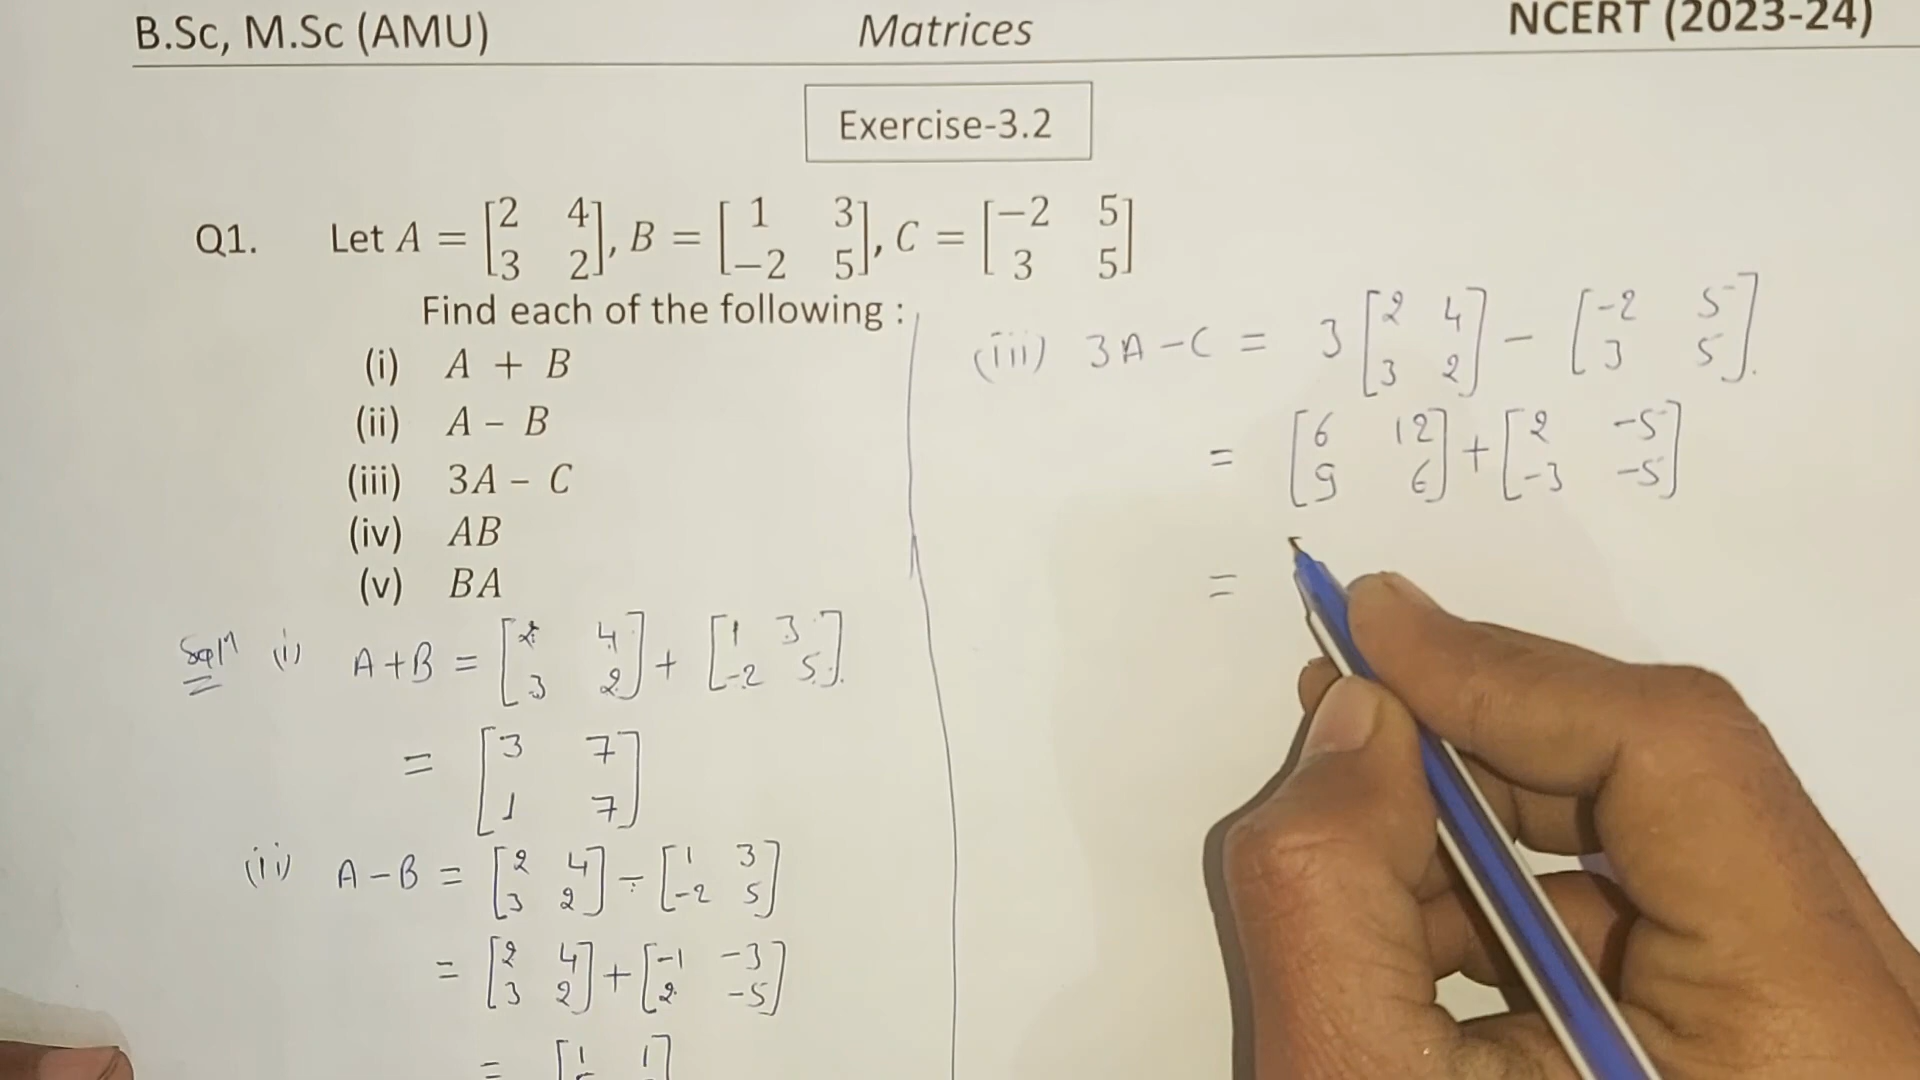 B.Sc, M.Sc (AMU) Matrices NCERT (2023-24)
Exercise-3.2
Q1. Let A = [2 4; 3 2], B = [1 3; −2 5], C = [−2 5; 3 5]
Find each of the following :
(i) A + B
(ii) A – B
(iii) 3A – C
(iv) AB
(v) BA
Solⁿ (i) A+B = [2 4; 3 2] + [1 3; -2 5].
= [3 7; 1 7]
(ii) A-B = [2 4; 3 2] - [1 3; -2 5]
= [2 4; 3 2] + [-1 -3; 2 -5]
= [1 1
(iii) 3A-C = 3 [2 4; 3 2] - [-2 5; 3 5].
= [6 12; 9 6] + [2 -5; -3 -5]
=